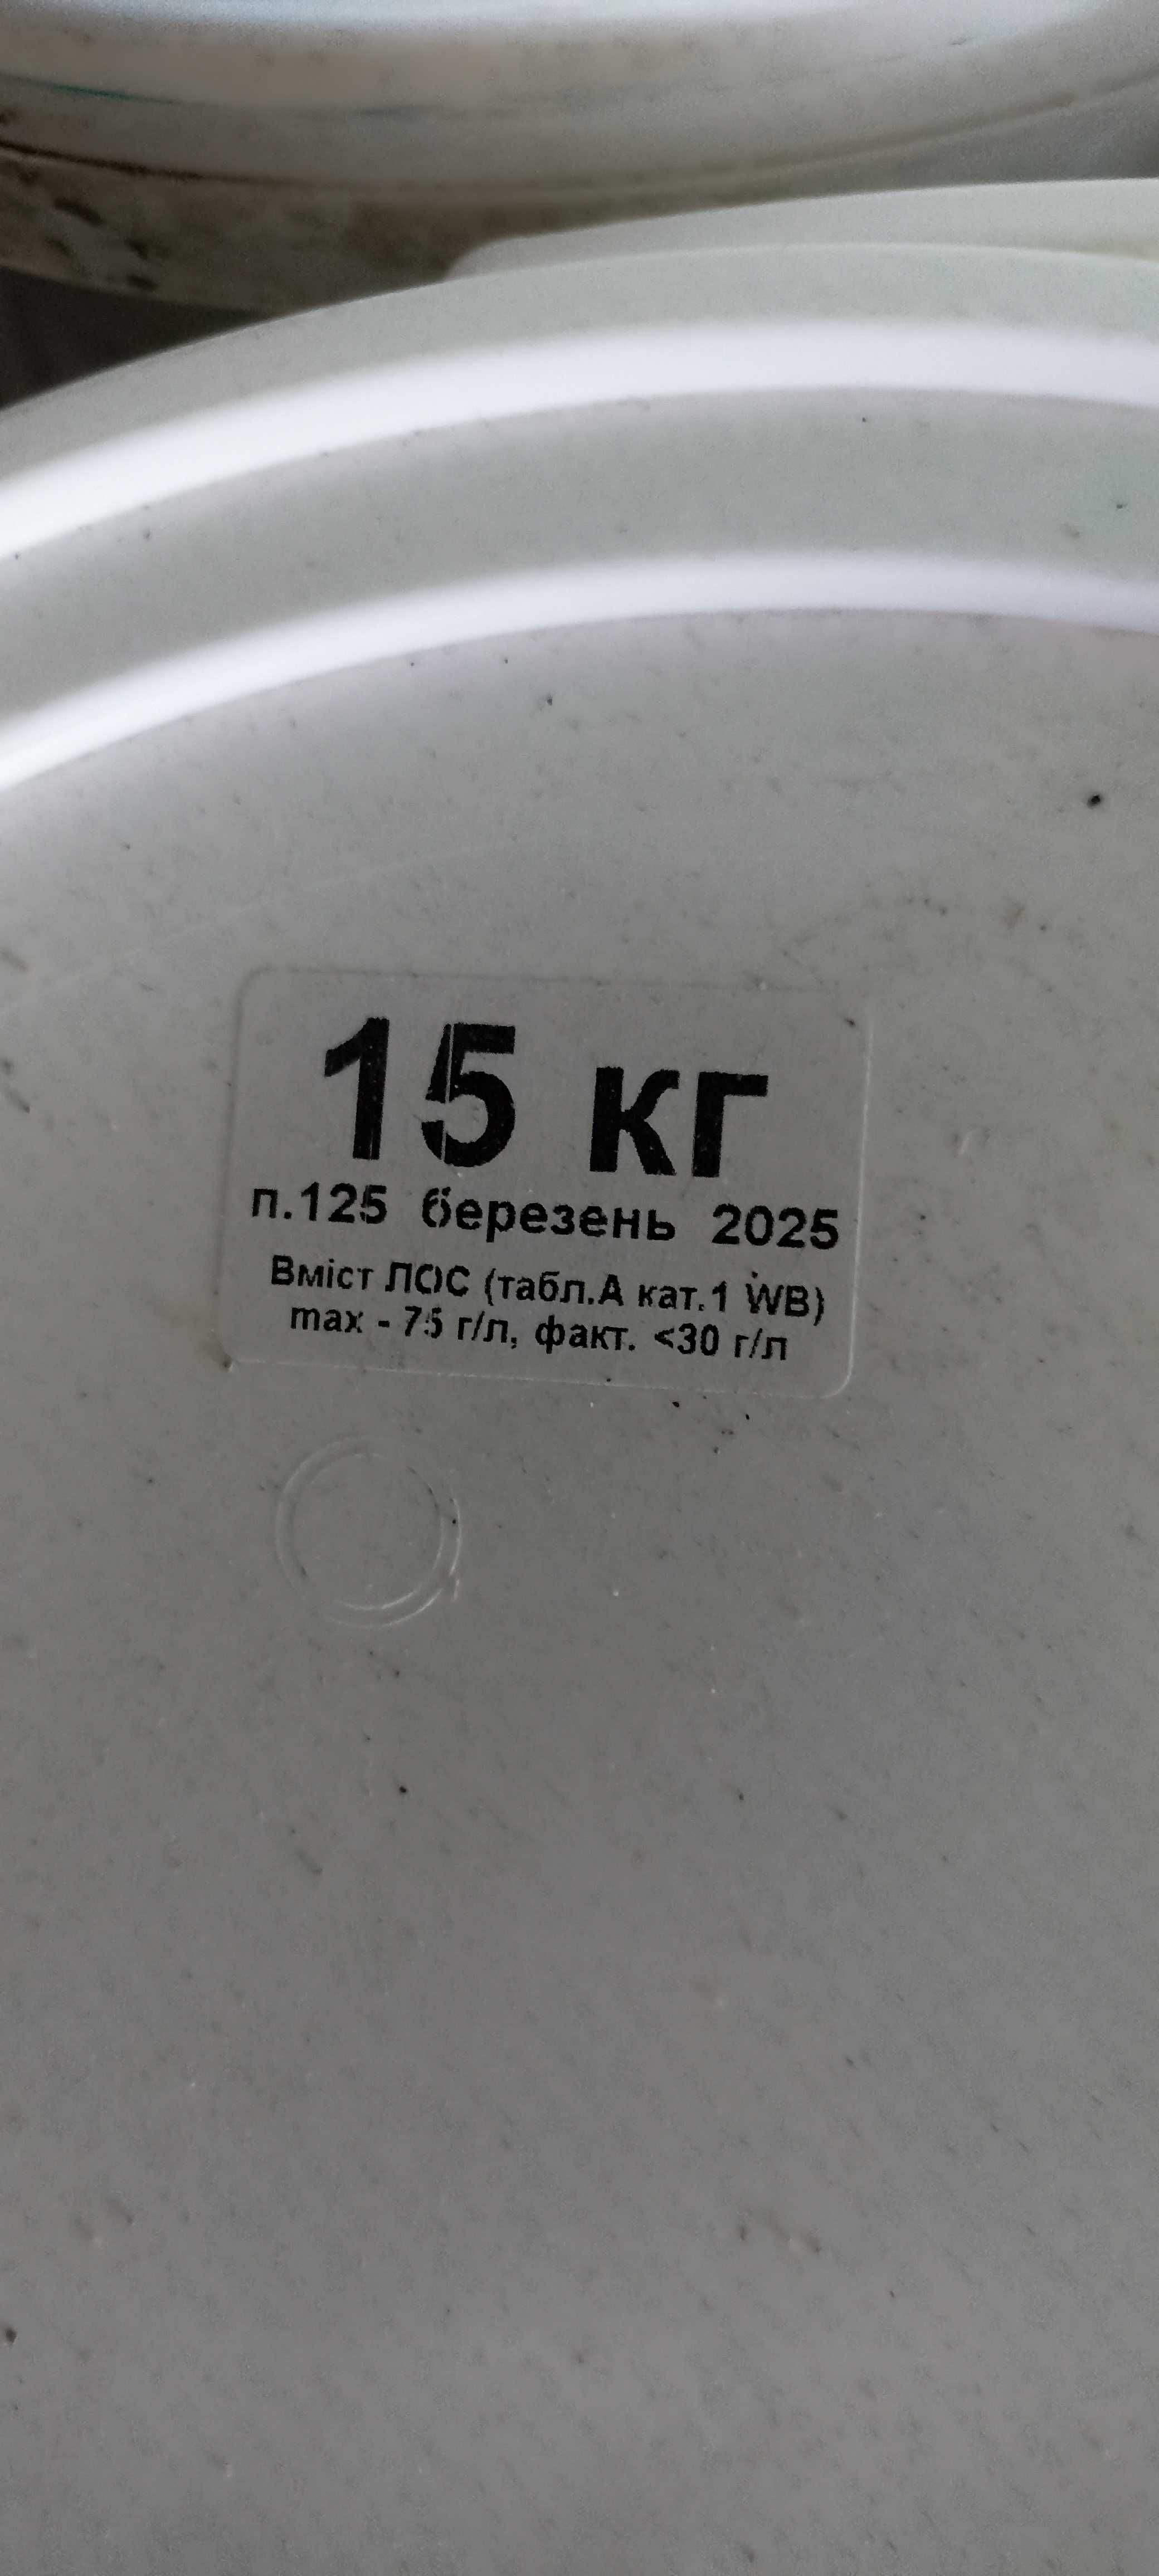 15 кг
п.125 березень 2025
Вміст ЛОС (табл.А кат.1 WB)
max - 75 г/л, факт. <30 г/л